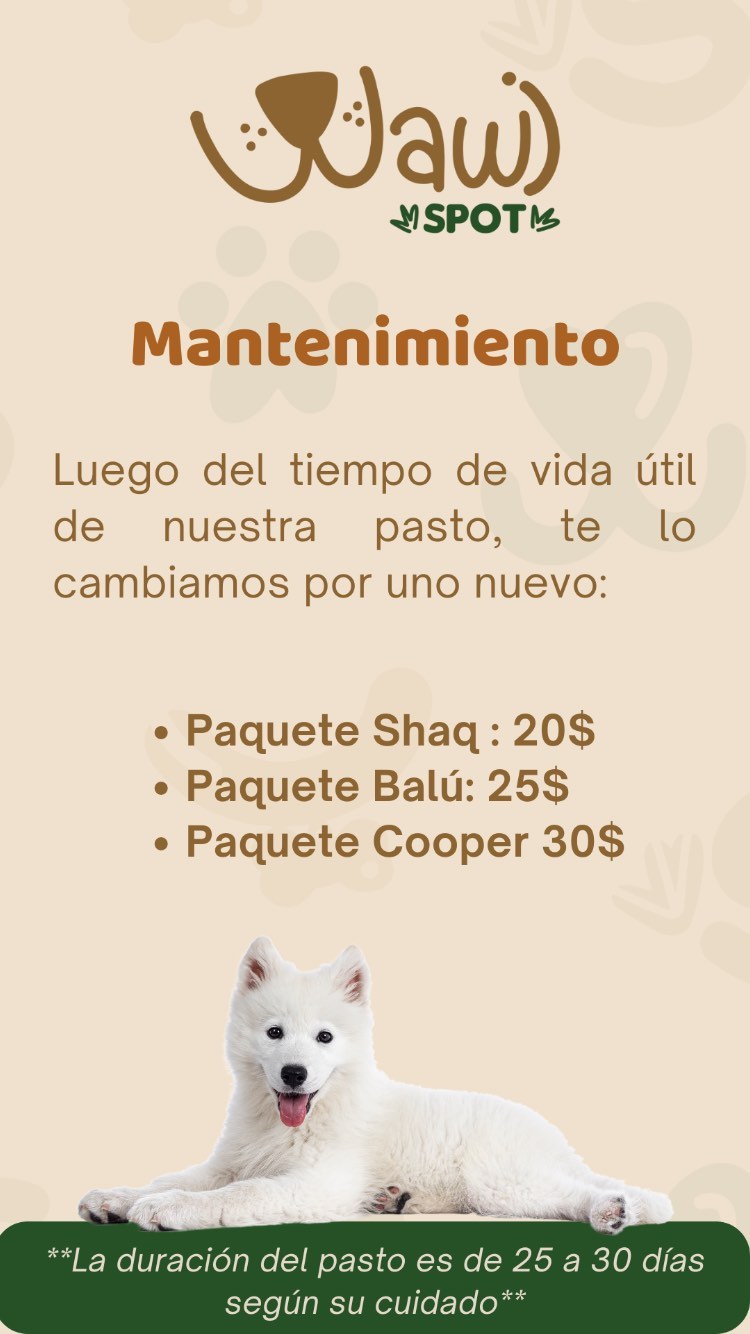 Wawi
SPOT
Mantenimiento
Luego del tiempo de vida útil
de nuestra pasto, te lo
cambiamos por uno nuevo:
• Paquete Shaq : 20$
• Paquete Balú: 25$
• Paquete Cooper 30$
**La duración del pasto es de 25 a 30 días
según su cuidado**